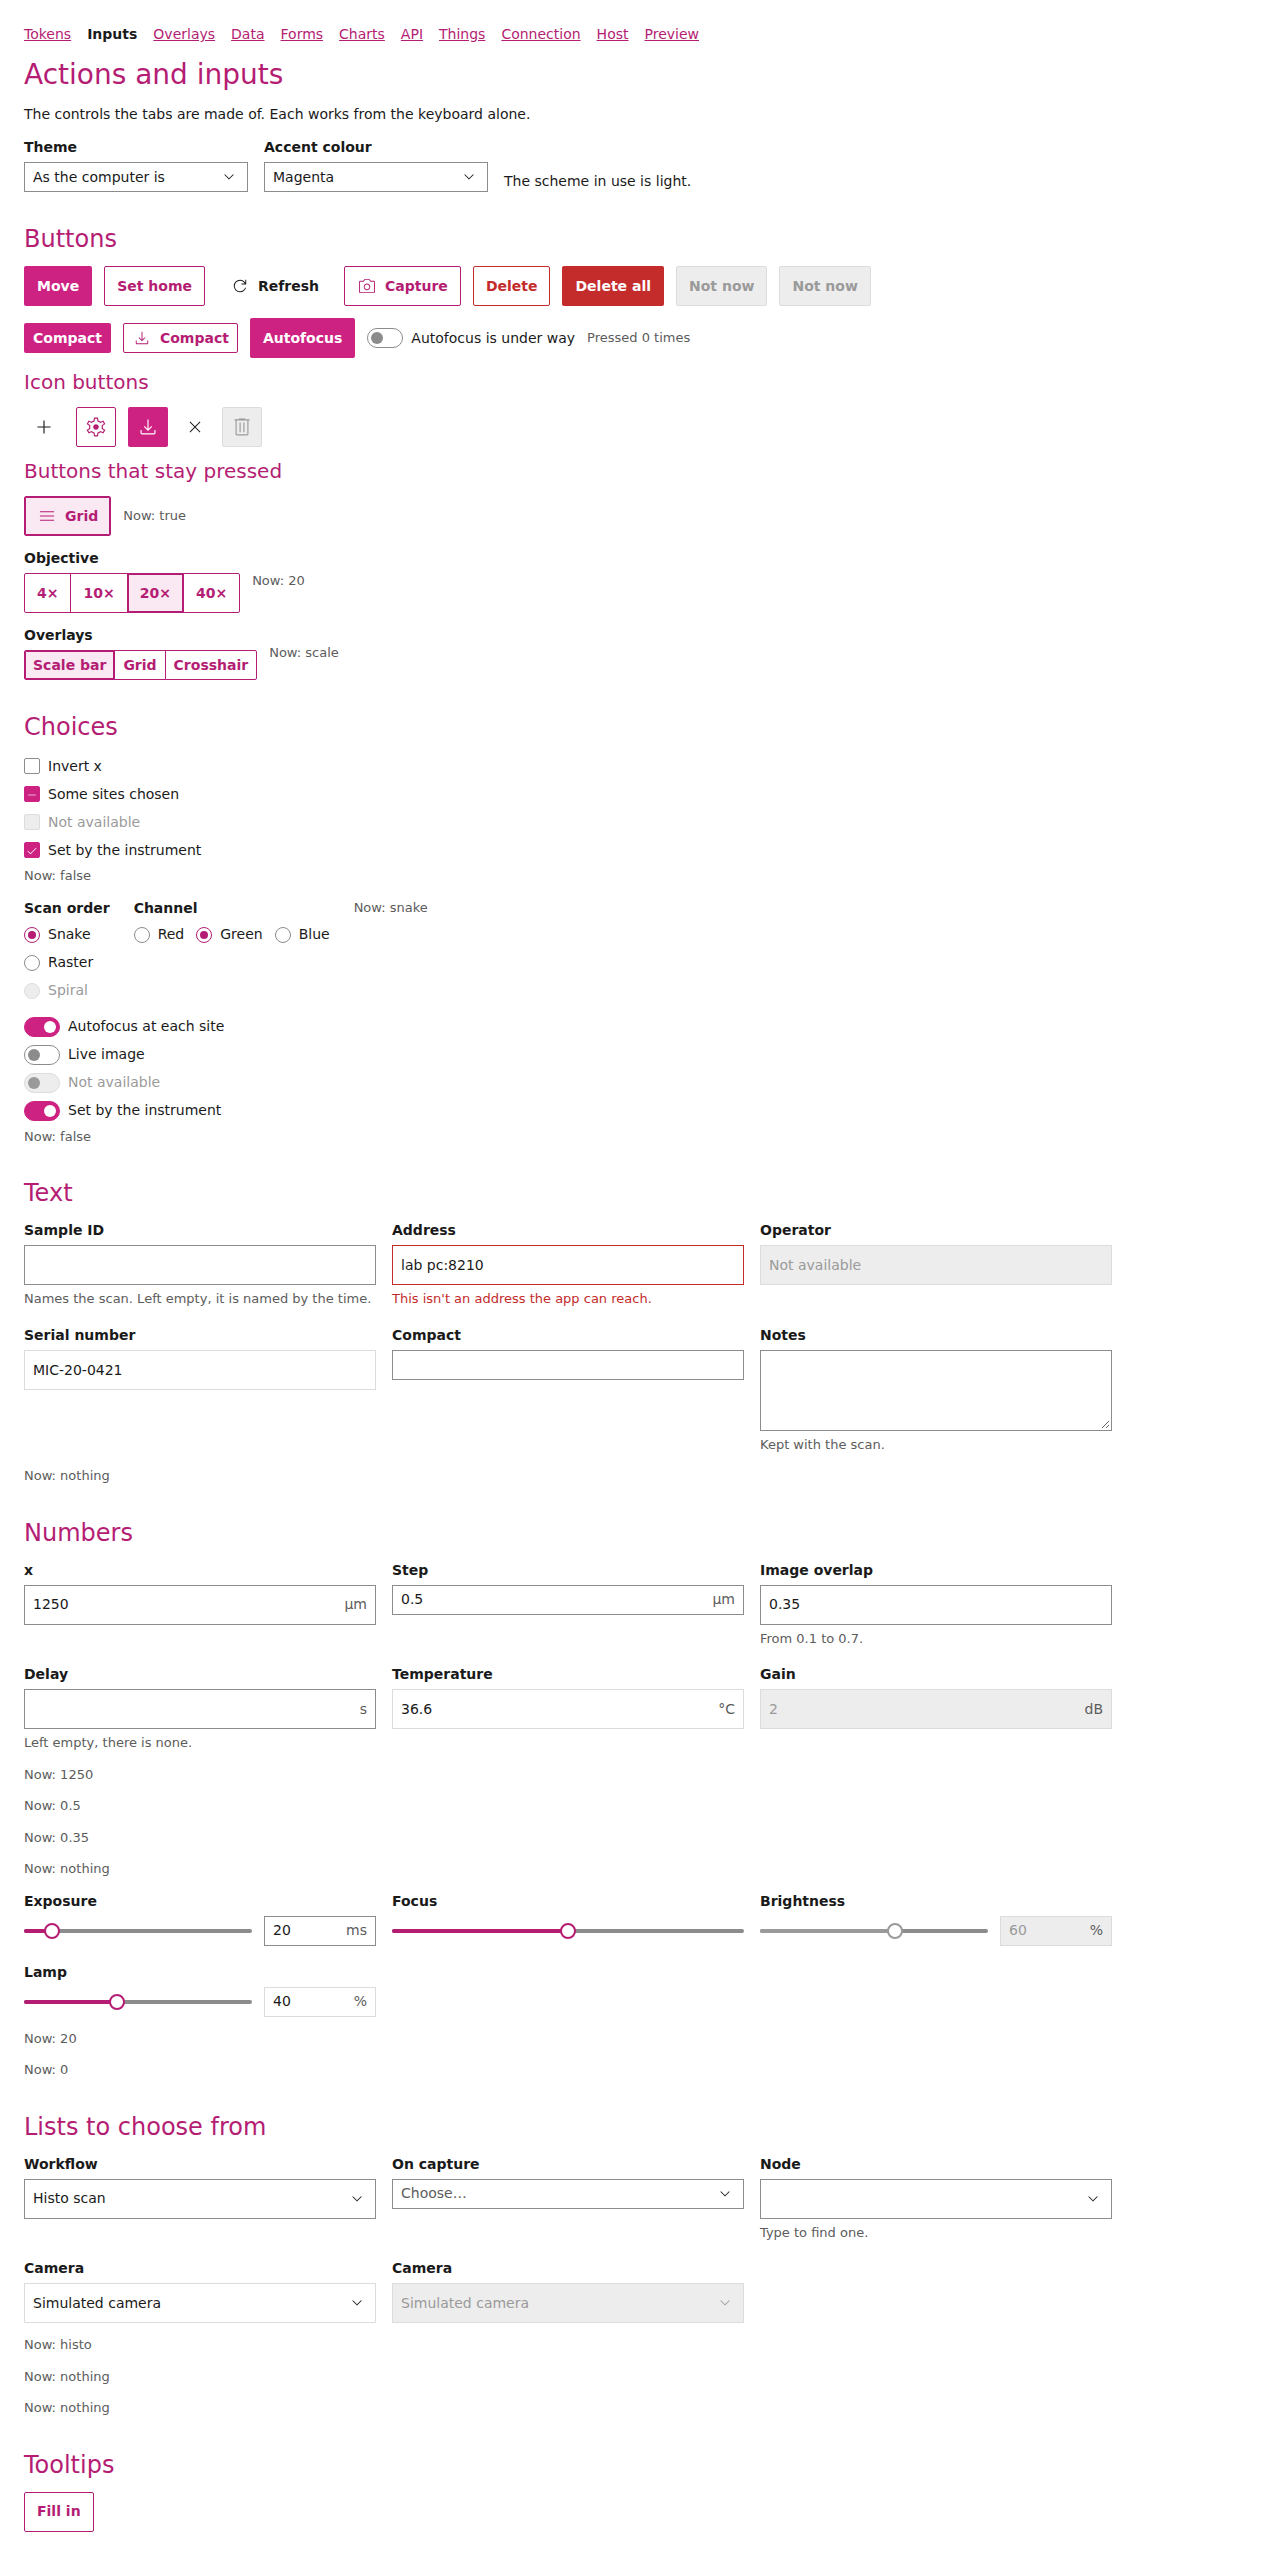 Tokens Inputs Overlays Data Forms Charts API Things Connection Host Preview
Actions and inputs
The controls the tabs are made of. Each works from the keyboard alone.
Theme Accent colour
As the computer is Magenta The scheme in use is light.
Buttons
Move Set home Refresh Capture Delete Delete all Not now Not now
Compact Compact Autofocus Autofocus is under way Pressed 0 times
Icon buttons
Buttons that stay pressed
Grid Now: true
Objective
4× 10× 20× 40× Now: 20
Overlays
Scale bar Grid Crosshair Now: scale
Choices
Invert x
Some sites chosen
Not available
Set by the instrument
Now: false
Scan order Channel Now: snake
Snake Red Green Blue
Raster
Spiral
Autofocus at each site
Live image
Not available
Set by the instrument
Now: false
Text
Sample ID Address Operator
lab pc:8210 Not available
Names the scan. Left empty, it is named by the time. This isn't an address the app can reach.
Serial number Compact Notes
MIC-20-0421
Kept with the scan.
Now: nothing
Numbers
x Step Image overlap
1250 µm 0.5 µm 0.35
From 0.1 to 0.7.
Delay Temperature Gain
s 36.6 °C 2 dB
Left empty, there is none.
Now: 1250
Now: 0.5
Now: 0.35
Now: nothing
Exposure Focus Brightness
20 ms 60 %
Lamp
40 %
Now: 20
Now: 0
Lists to choose from
Workflow On capture Node
Histo scan Choose…
Type to find one.
Camera Camera
Simulated camera Simulated camera
Now: histo
Now: nothing
Now: nothing
Tooltips
Fill in